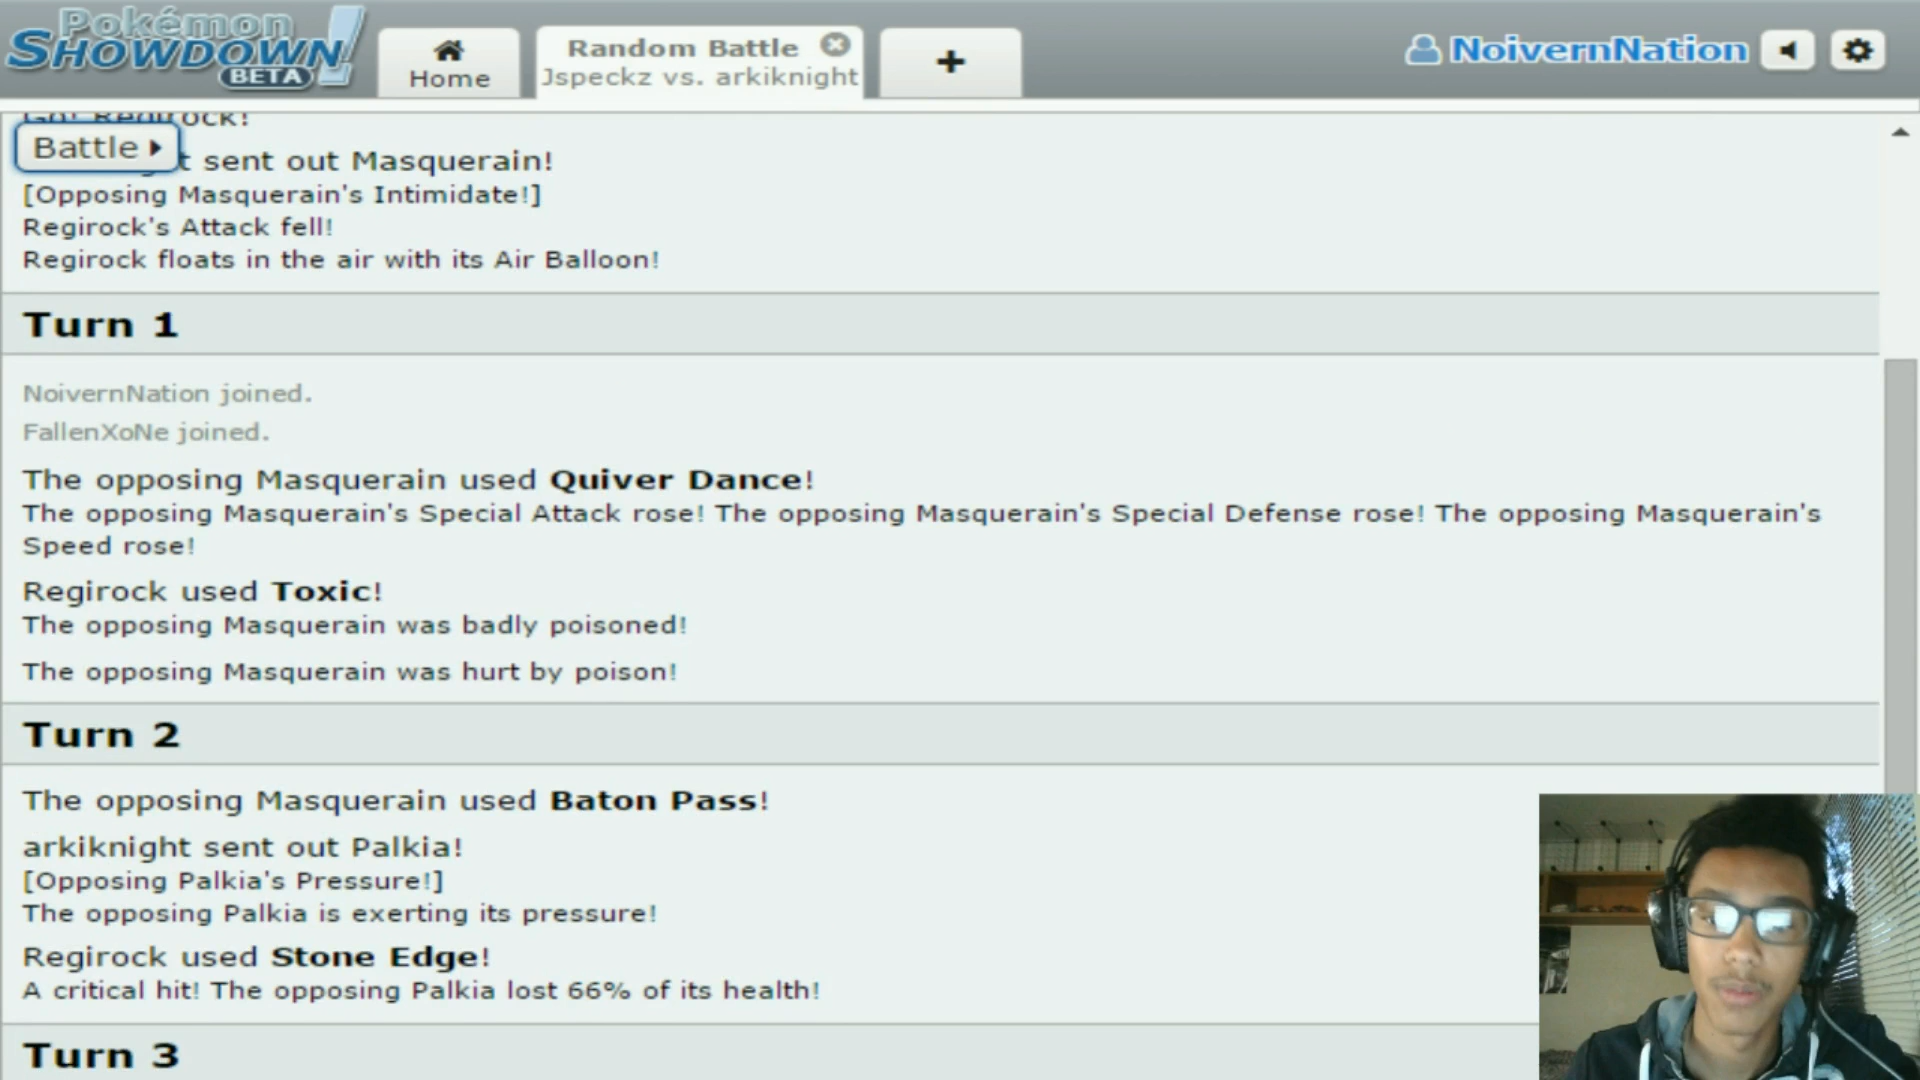 Pokémon
SHOWDOWN!
BETA
Home
Random Battle
Jspeckz vs. arkiknight
+
NoivernNation
Go! Regirock!
Battle
t sent out Masquerain!
[Opposing Masquerain's Intimidate!]
Regirock's Attack fell!
Regirock floats in the air with its Air Balloon!
Turn 1
NoivernNation joined.
FallenXoNe joined.
The opposing Masquerain used Quiver Dance!
The opposing Masquerain's Special Attack rose! The opposing Masquerain's Special Defense rose! The opposing Masquerain's
Speed rose!
Regirock used Toxic!
The opposing Masquerain was badly poisoned!
The opposing Masquerain was hurt by poison!
Turn 2
The opposing Masquerain used Baton Pass!
arkiknight sent out Palkia!
[Opposing Palkia's Pressure!]
The opposing Palkia is exerting its pressure!
Regirock used Stone Edge!
A critical hit! The opposing Palkia lost 66% of its health!
Turn 3